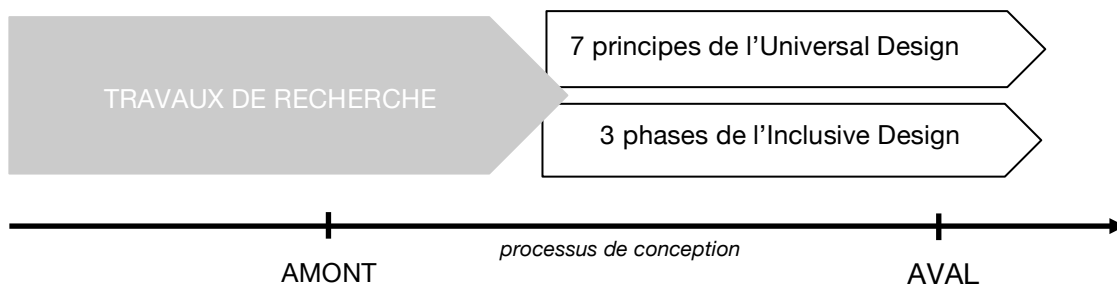 7 principes de l’Universal Design
TRAVAUX DE RECHERCHE
3 phases de l’Inclusive Design
processus de conception
AMONT
AVAL